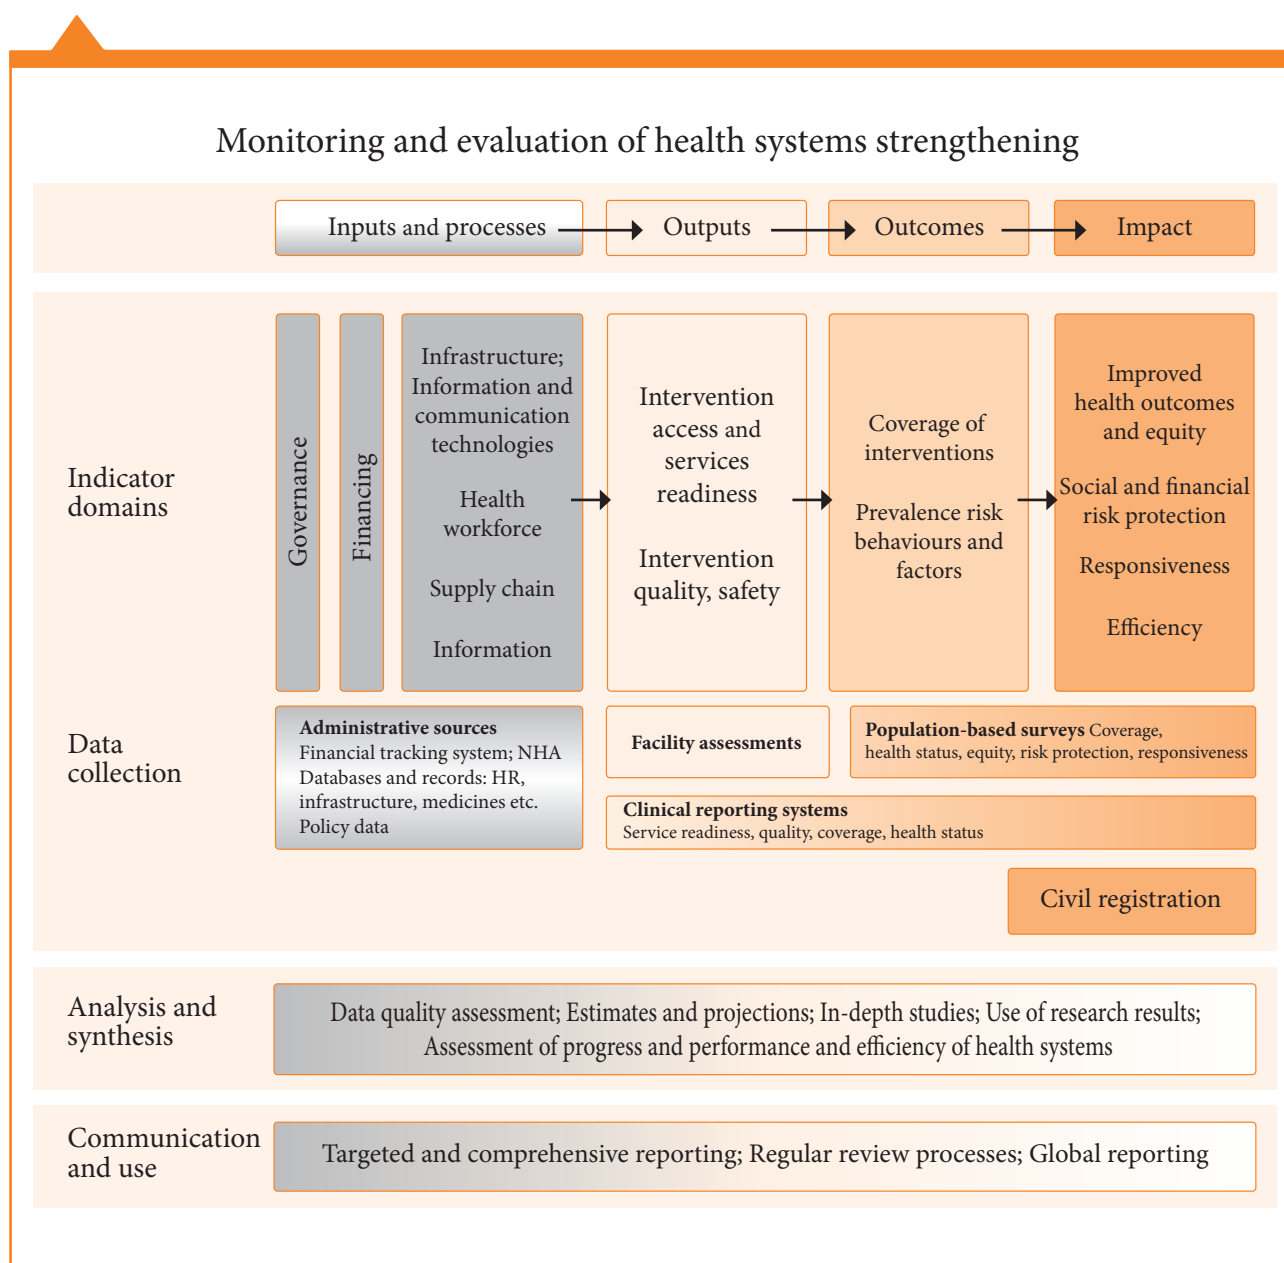 Monitoring and evaluation of health systems strengthening
Inputs and processes
Outputs
Outcomes
Impact
Indicator
domains
Governance
Financing
Infrastructure;
Information and
communication
technologies
Health
workforce
Supply chain
Information
Intervention
access and
services
readiness
Intervention
quality, safety
Coverage of
interventions
Prevalence risk
behaviours and
factors
Improved
health outcomes
and equity
Social and financial
risk protection
Responsiveness
Efficiency
Data
collection
Administrative sources
Financial tracking system; NHA
Databases and records: HR,
infrastructure, medicines etc.
Policy data
Facility assessments
Population-based surveys Coverage,
health status, equity, risk protection, responsiveness
Clinical reporting systems
Service readiness, quality, coverage, health status
Civil registration
Analysis and
synthesis
Data quality assessment; Estimates and projections; In-depth studies; Use of research results;
Assessment of progress and performance and efficiency of health systems
Communication
and use
Targeted and comprehensive reporting; Regular review processes; Global reporting